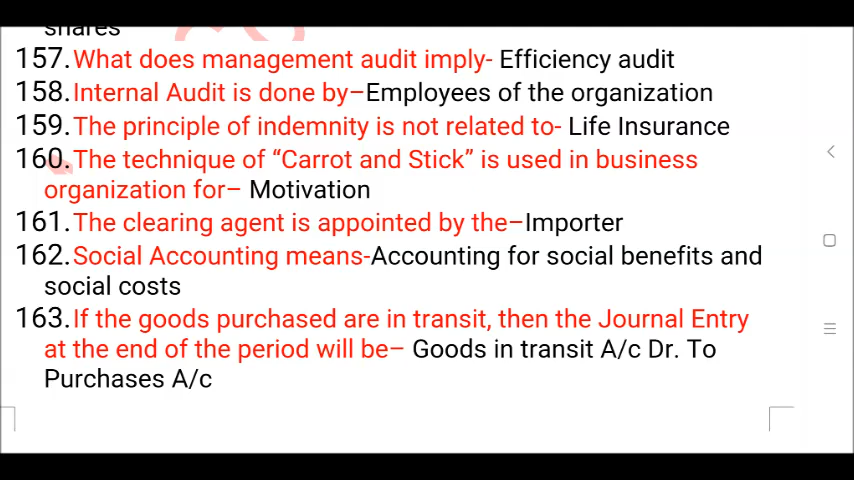 shares
157.What does management audit imply- Efficiency audit
158.Internal Audit is done by–Employees of the organization
159.The principle of indemnity is not related to- Life Insurance
160.The technique of “Carrot and Stick” is used in business
organization for– Motivation
161.The clearing agent is appointed by the–Importer
162.Social Accounting means-Accounting for social benefits and
social costs
163.If the goods purchased are in transit, then the Journal Entry
at the end of the period will be– Goods in transit A/c Dr. To
Purchases A/c